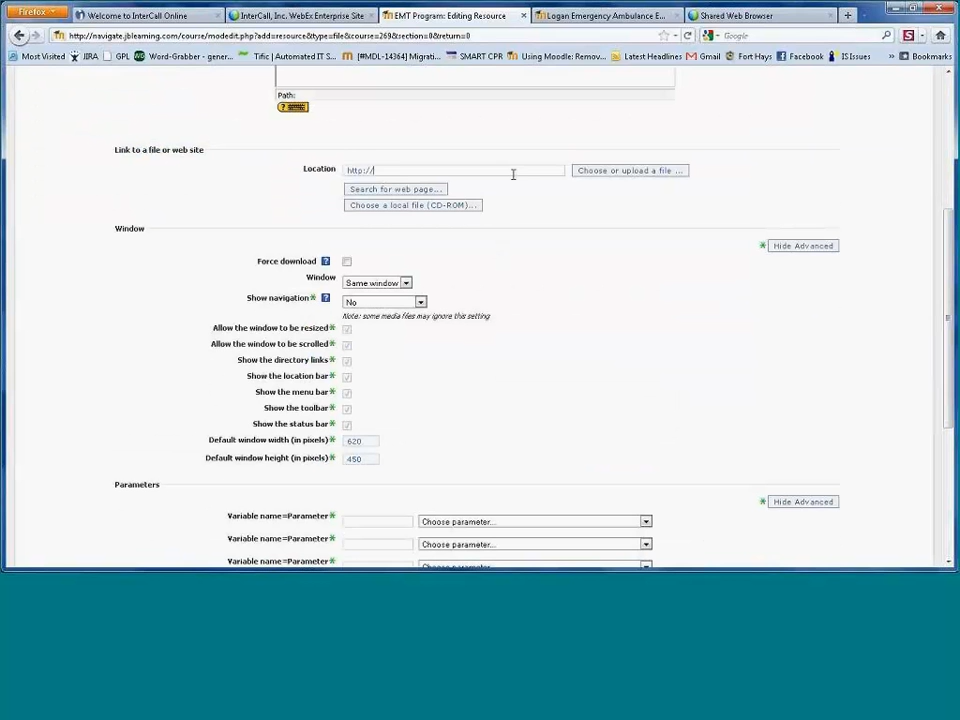 Firefox
Welcome to InterCall Online
InterCall, Inc. WebEx Enterprise Site
EMT Program: Editing Resource
Logan Emergency Ambulance E...
Shared Web Browser
http://navigate.jblearning.com/course/modedit.php?add=resource&type=file&course=269&section=0&return=0
Google
Most Visited JIRA GPL Word-Grabber - gener... Tific | Automated IT S... [#MDL-14364] Migrati... SMART CPR Using Moodle: Remov... Latest Headlines Gmail Fort Hays Facebook IS Issues » Bookmarks
Path:
Link to a file or web site
Location http:// Choose or upload a file ...
Search for web page...
Choose a local file (CD-ROM)...
Window
* Hide Advanced
Force download ?
Window Same window
Show navigation* ? No
Note: some media files may ignore this setting
Allow the window to be resized*
Allow the window to be scrolled*
Show the directory links*
Show the location bar*
Show the menu bar*
Show the toolbar*
Show the status bar*
Default window width (in pixels)* 620
Default window height (in pixels)* 450
Parameters
* Hide Advanced
Variable name=Parameter* Choose parameter...
Variable name=Parameter* Choose parameter...
Variable name=Parameter* Choose parameter...